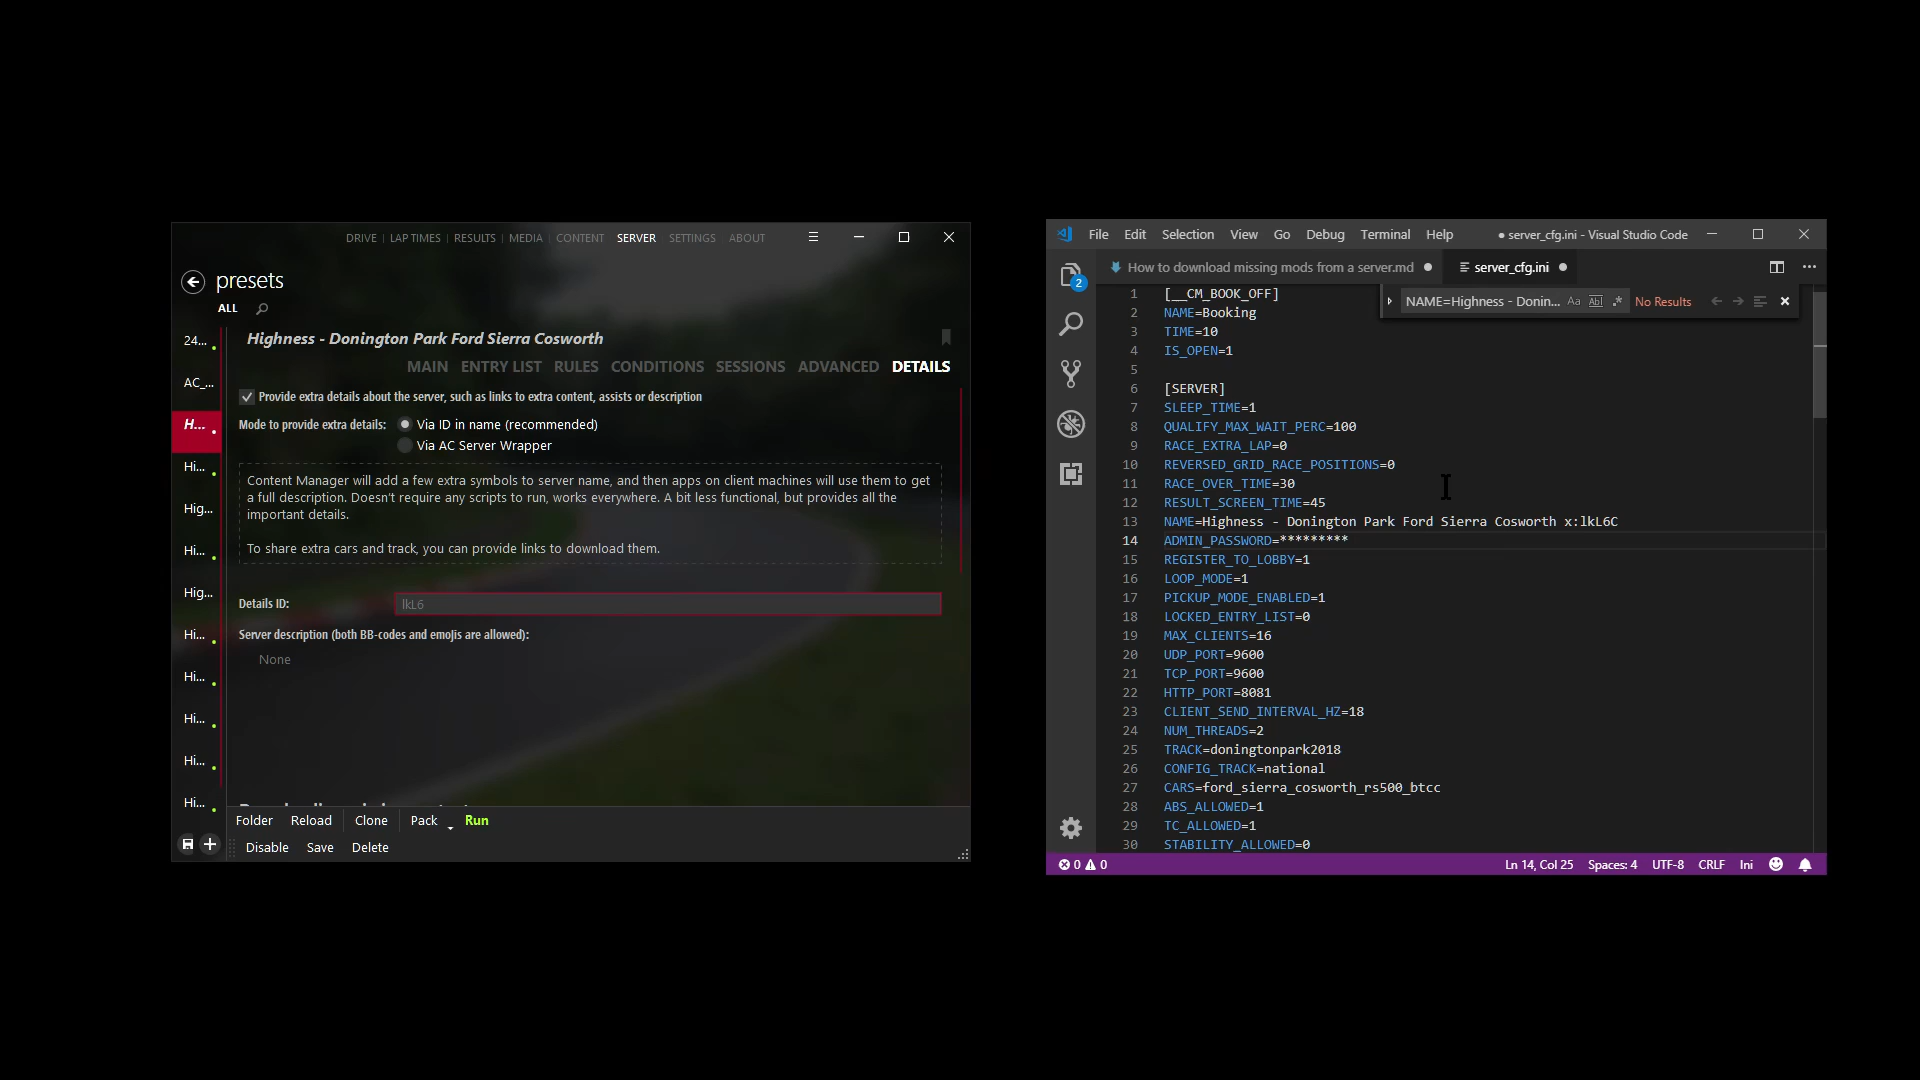 DRIVE | LAP TIMES | RESULTS | MEDIA | CONTENT | SERVER | SETTINGS | ABOUT
presets
ALL
24...
AC_...
H...
Hi...
Hig...
Hi...
Hig...
Hi...
Hi...
Hi...
Hi...
Hi...
Highness - Donington Park Ford Sierra Cosworth
MAIN ENTRY LIST RULES CONDITIONS SESSIONS ADVANCED DETAILS
Provide extra details about the server, such as links to extra content, assists or description
Mode to provide extra details: Via ID in name (recommended)
Via AC Server Wrapper
Content Manager will add a few extra symbols to server name, and then apps on client machines will use them to get
a full description. Doesn't require any scripts to run, works everywhere. A bit less functional, but provides all the
important details.
To share extra cars and track, you can provide links to download them.
Details ID: lkL6
Server description (both BB-codes and emojis are allowed):
None
Folder Reload Clone Pack Run
Disable Save Delete
File Edit Selection View Go Debug Terminal Help ● server_cfg.ini - Visual Studio Code
How to download missing mods from a server.md ● server_cfg.ini ●
NAME=Highness - Donin... Aa Abl .* No Results
2
1 [__CM_BOOK_OFF]
2 NAME=Booking
3 TIME=10
4 IS_OPEN=1
5
6 [SERVER]
7 SLEEP_TIME=1
8 QUALIFY_MAX_WAIT_PERC=100
9 RACE_EXTRA_LAP=0
10 REVERSED_GRID_RACE_POSITIONS=0
11 RACE_OVER_TIME=30
12 RESULT_SCREEN_TIME=45
13 NAME=Highness - Donington Park Ford Sierra Cosworth x:lkL6C
14 ADMIN_PASSWORD=*********
15 REGISTER_TO_LOBBY=1
16 LOOP_MODE=1
17 PICKUP_MODE_ENABLED=1
18 LOCKED_ENTRY_LIST=0
19 MAX_CLIENTS=16
20 UDP_PORT=9600
21 TCP_PORT=9600
22 HTTP_PORT=8081
23 CLIENT_SEND_INTERVAL_HZ=18
24 NUM_THREADS=2
25 TRACK=doningtonpark2018
26 CONFIG_TRACK=national
27 CARS=ford_sierra_cosworth_rs500_btcc
28 ABS_ALLOWED=1
29 TC_ALLOWED=1
30 STABILITY_ALLOWED=0
0 0 Ln 14, Col 25 Spaces: 4 UTF-8 CRLF Ini